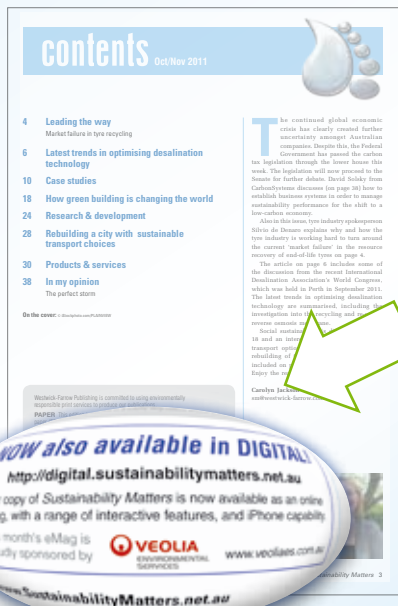 contents Oct/Nov 2011
4 Leading the way
Market failure in tyre recycling
6 Latest trends in optimising desalination
technology
10 Case studies
18 How green building is changing the world
24 Research & development
28 Rebuilding a city with sustainable
transport choices
30 Products & services
38 In my opinion
The perfect storm
On the cover:
The continued global economic
crisis has clearly created further
uncertainty amongst Australian
companies. Despite this, the Federal
Government has passed the carbon
tax legislation through the lower house this
week. The legislation will now proceed to the
Senate for further debate. David Solsky from
CarbonSystems discusses (on page 38) how to
establish business systems in order to manage
sustainability performance for the shift to a
low-carbon economy.
Also in this issue, tyre industry spokesperson
Silvio de Denaro explains why and how the
tyre industry is working hard to turn around
the current 'market failure' in the resource
recovery of end-of-life tyres on page 4.
The article on page 6 includes some of
the discussion from the recent International
Desalination Association's World Congress,
which was held in Perth in September 2011.
The latest trends in optimising desalination
technology are summarised, including the
investigation into the recycling and
reverse osmosis
Social
18 and an
transport
rebuilding of
included on
Enjoy the
Carolyn
Westwick-Farrow Publishing is committed to using environmentally
responsible print services to produce our publications.
PAPER
NOW also available in DIGITAL!
http://digital.sustainabilitymatters.net.au
copy of Sustainability Matters is now available as an online
, with a range of interactive features, and iPhone capability.
month's eMag is
sponsored by
VEOLIA
ENVIRONMENTAL
SERVICES
www.veoliaes.com.au
www.SustainabilityMatters.net.au
Matters 3